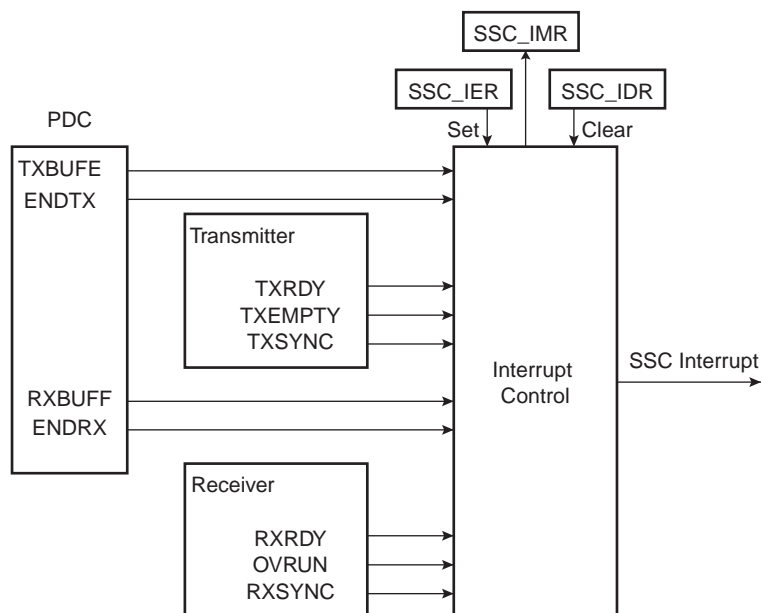 SSC_IMR
SSC_IER
SSC_IDR
PDC
Set
Clear
TXBUFE
ENDTX
Transmitter
TXRDY
TXEMPTY
TXSYNC
SSC Interrupt
Interrupt
Control
RXBUFF
ENDRX
Receiver
RXRDY
OVRUN
RXSYNC